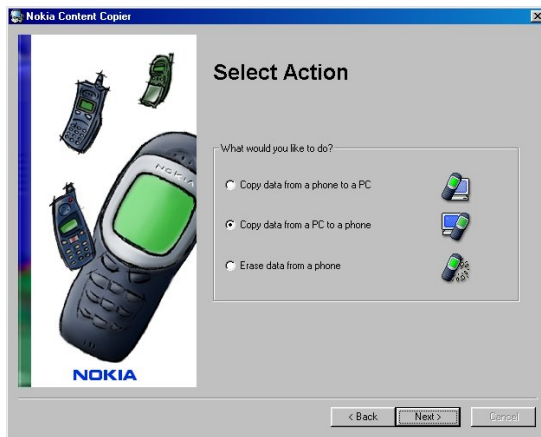 Nokia Content Copier
Select Action
What would you like to do?
Copy data from a phone to a PC
Copy data from a PC to a phone
Erase data from a phone
NOKIA
NOKIA
< Back
Next >
Cancel